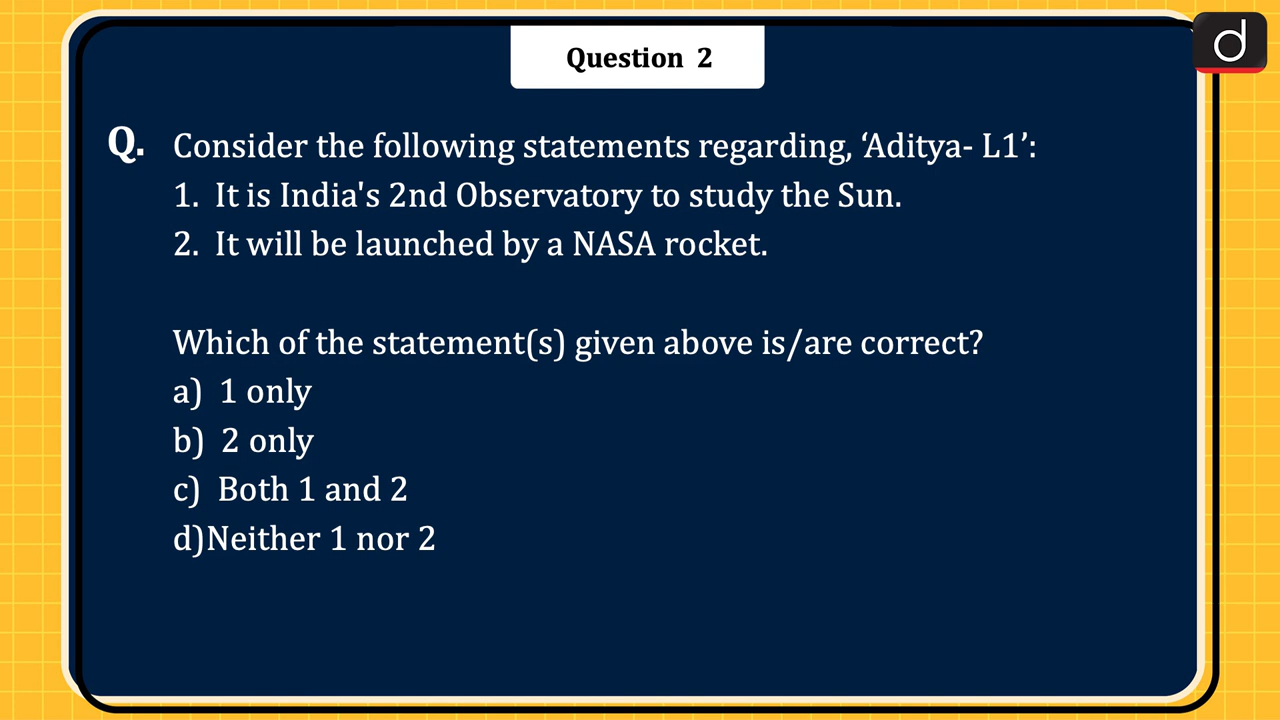 d
Question 2
Q. Consider the following statements regarding, ‘Aditya- L1’:
1. It is India's 2nd Observatory to study the Sun.
2. It will be launched by a NASA rocket.
Which of the statement(s) given above is/are correct?
a) 1 only
b) 2 only
c) Both 1 and 2
d)Neither 1 nor 2